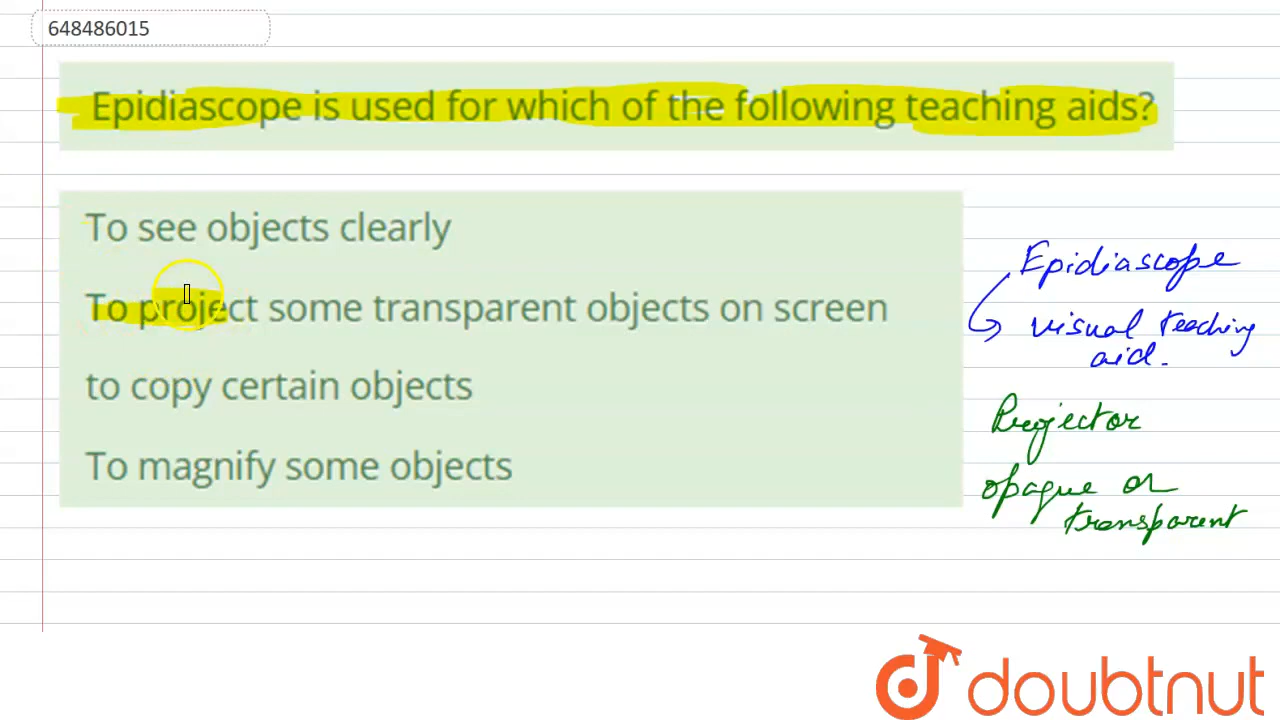 648486015
Epidiascope is used for which of the following teaching aids?
To see objects clearly
To project some transparent objects on screen
to copy certain objects
To magnify some objects
Epidiascope
visual teaching
aid.
Projector
opaque or
transparent
doubtnut